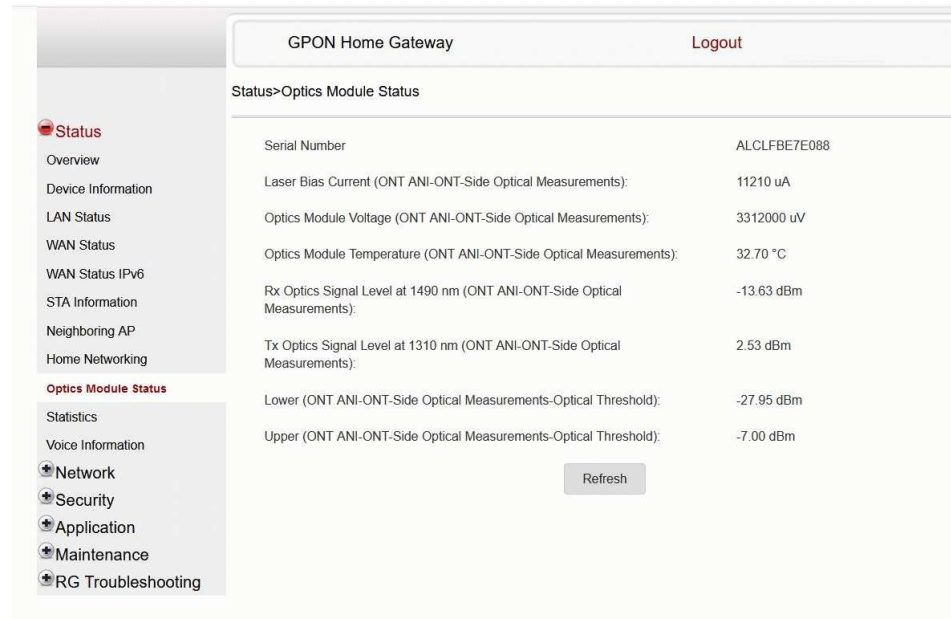 GPON Home Gateway
Logout
Status>Optics Module Status
Status
Overview
Device Information
LAN Status
WAN Status
WAN Status IPv6
STA Information
Neighboring AP
Home Networking
Optics Module Status
Statistics
Voice Information
Network
Security
Application
Maintenance
RG Troubleshooting
Serial Number ALCLFBE7E088
Laser Bias Current (ONT ANI-ONT-Side Optical Measurements): 11210 uA
Optics Module Voltage (ONT ANI-ONT-Side Optical Measurements): 3312000 uV
Optics Module Temperature (ONT ANI-ONT-Side Optical Measurements): 32.70 °C
Rx Optics Signal Level at 1490 nm (ONT ANI-ONT-Side Optical -13.63 dBm
Measurements):
Tx Optics Signal Level at 1310 nm (ONT ANI-ONT-Side Optical 2.53 dBm
Measurements):
Lower (ONT ANI-ONT-Side Optical Measurements-Optical Threshold): -27.95 dBm
Upper (ONT ANI-ONT-Side Optical Measurements-Optical Threshold): -7.00 dBm
Refresh